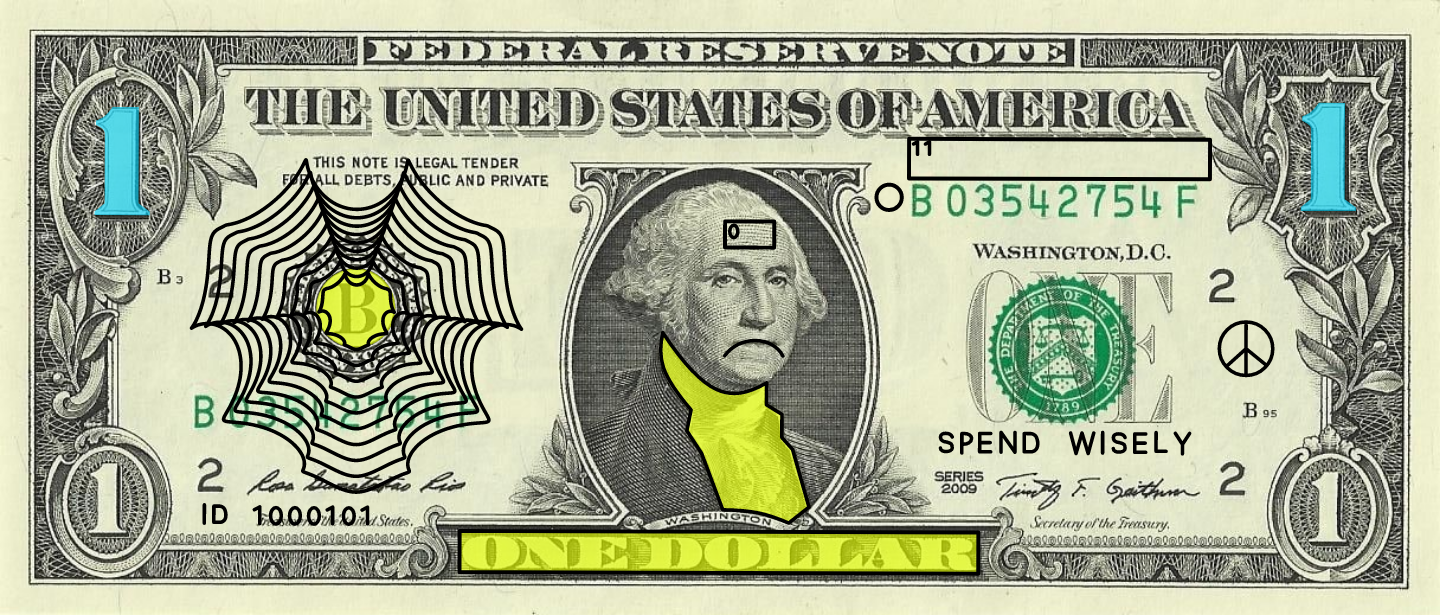 FEDERAL RESERVE NOTE
THE UNITED STATES OF AMERICA
1
1
11
THIS NOTE IS LEGAL TENDER
FOR ALL DEBTS, PUBLIC AND PRIVATE
B 03542754 F
0
WASHINGTON, D.C.
B 3
2
B
ONE
THE DEPARTMENT OF THE TREASURY
1789
2
B 03542754 F
B 95
SPEND WISELY
2
Rosa Gumataotao Rios
SERIES
2009
Timothy F. Geithner
2
ID 1000101
Treasurer of the United States.
WASHINGTON
Secretary of the Treasury.
1
ONE DOLLAR
1